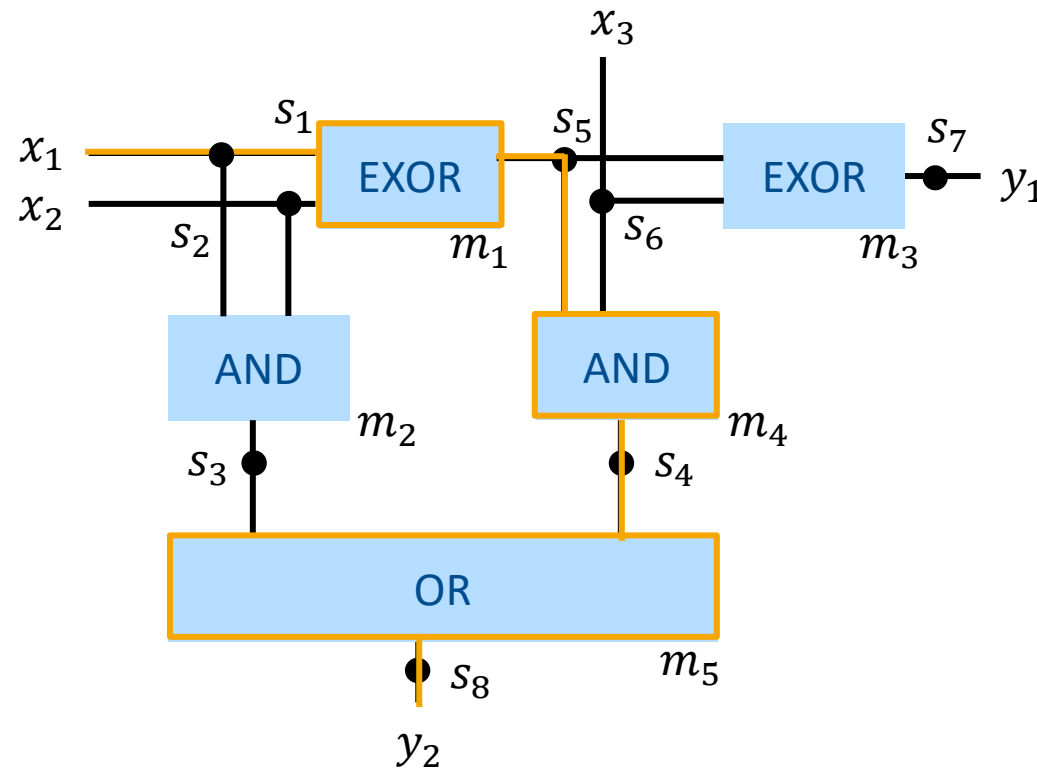 x₃
s₁
s₅
s₇
x₁
EXOR
EXOR
y₁
x₂
s₂
m₁
s₆
m₃
AND
AND
m₂
m₄
s₃
s₄
OR
m₅
s₈
y₂